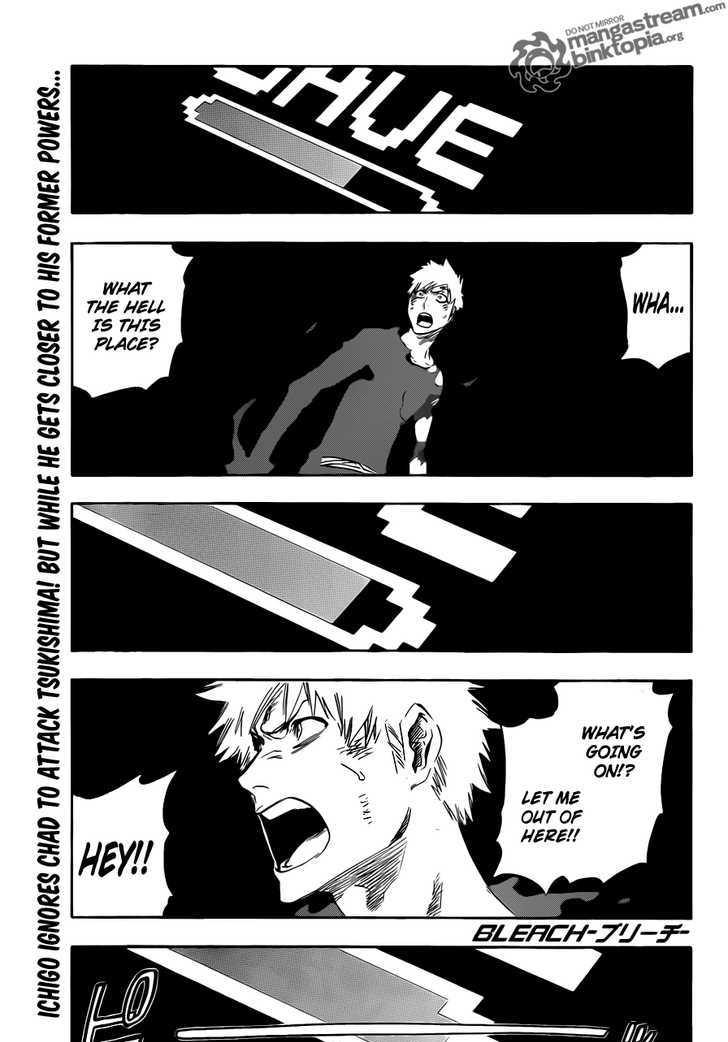 DO NOT MIRROR
mangastream.com
binktopia.org
ICHIGO IGNORES CHAD TO ATTACK TSUKISHIMA! BUT WHILE HE GETS CLOSER TO HIS FORMER POWERS...
SAVE
WHA...
WHAT
THE HELL
IS THIS
PLACE?
WHAT'S
GOING
ON!?
LET ME
OUT OF
HERE!!
HEY!!
BLEACH-ブリーチ-